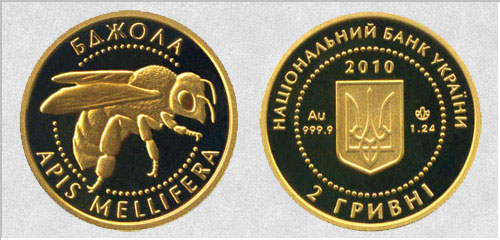 БДЖОЛА
APIS MELLIFERA
НАЦІОНАЛЬНИЙ БАНК УКРАЇНИ
2010
Au
999.9
1.24
2 ГРИВНІ